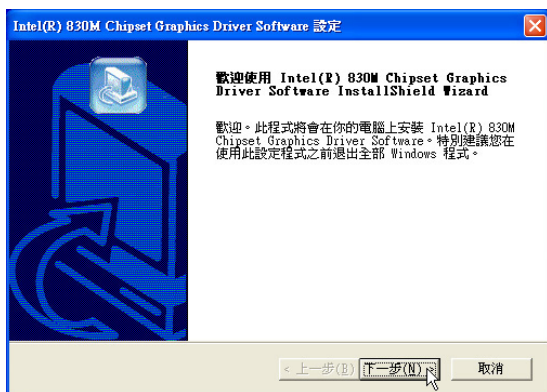 Intel(R) 830M Chipset Graphics Driver Software 設定
歡迎使用 Intel(R) 830M Chipset Graphics
Driver Software InstallShield Wizard
歡迎。此程式將會在你的電腦上安裝 Intel(R) 830M
Chipset Graphics Driver Software。特別建議您在
使用此設定程式之前退出全部 Windows 程式。
< 上一步(B) 下一步(N) > 取消